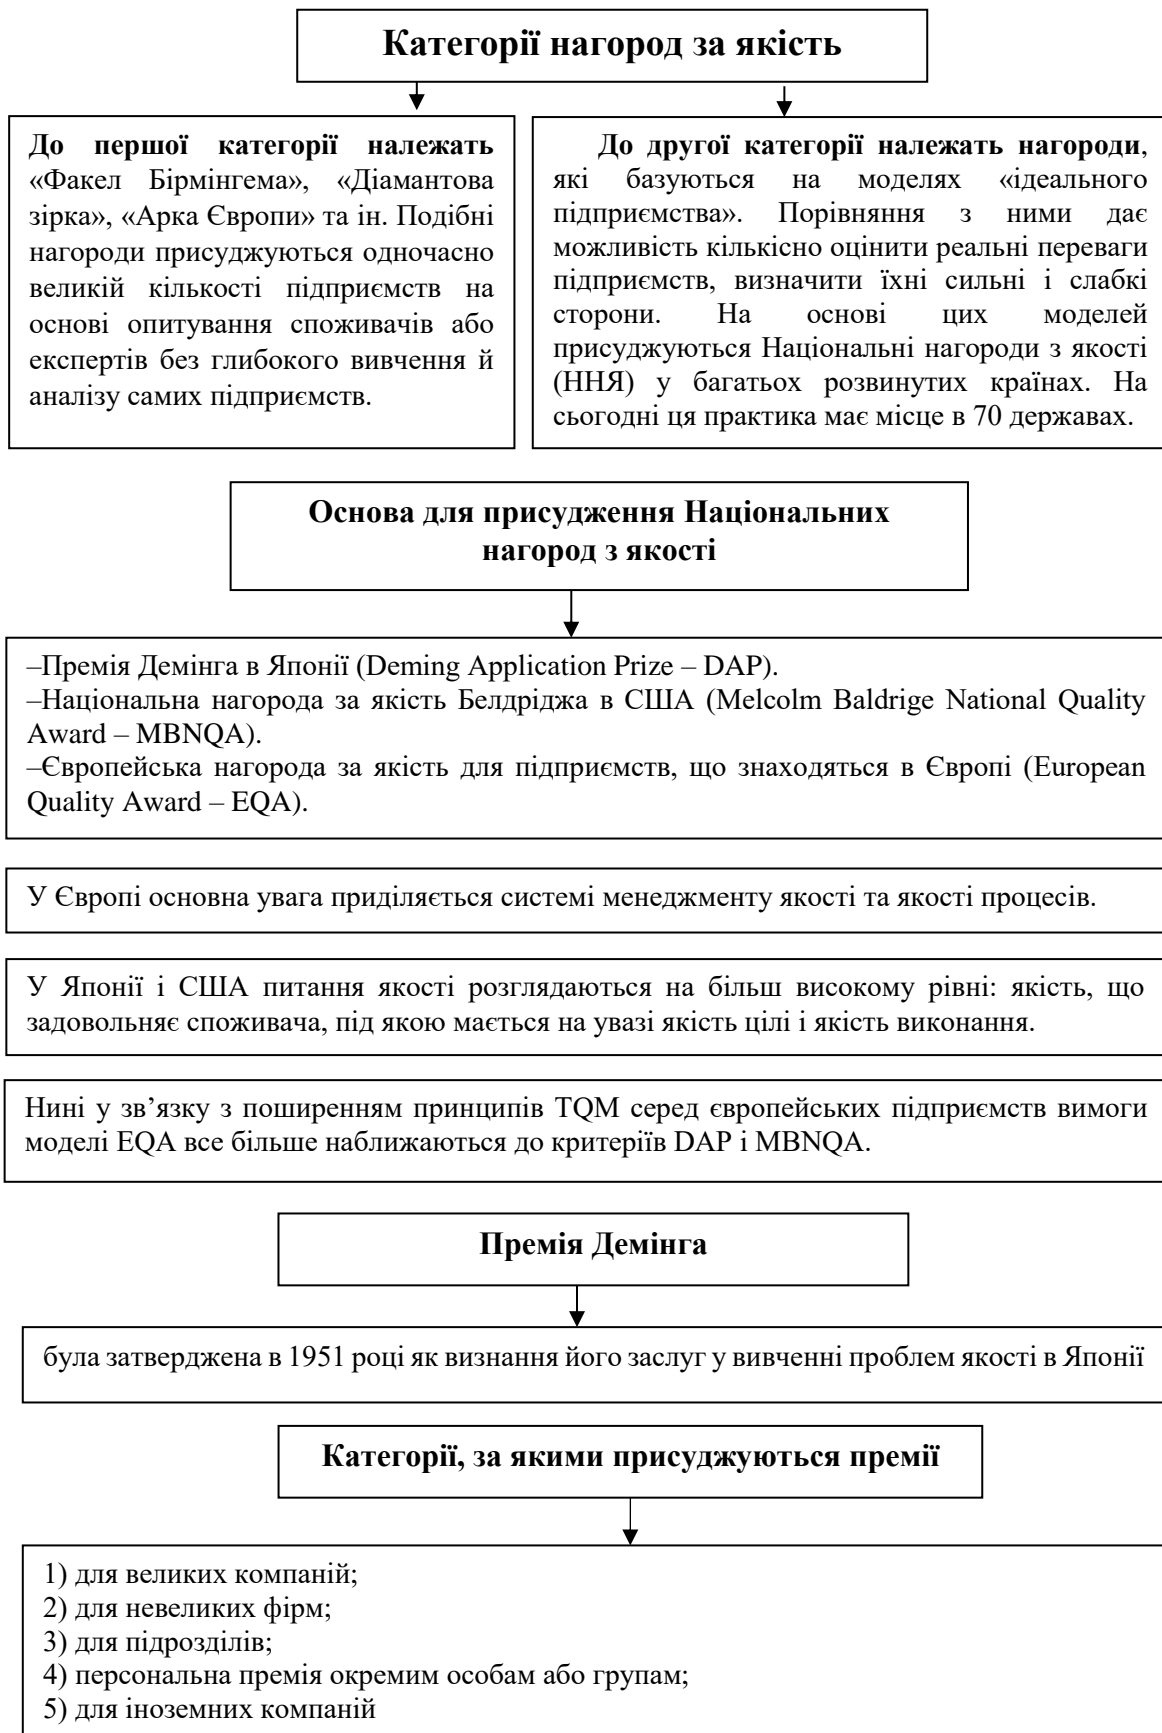 Категорії нагород за якість
До першої категорії належать
«Факел Бірмінгема», «Діамантова
зірка», «Арка Європи» та ін. Подібні
нагороди присуджуються одночасно
великій кількості підприємств на
основі опитування споживачів або
експертів без глибокого вивчення й
аналізу самих підприємств.
До другої категорії належать нагороди,
які базуються на моделях «ідеального
підприємства». Порівняння з ними дає
можливість кількісно оцінити реальні переваги
підприємств, визначити їхні сильні і слабкі
сторони. На основі цих моделей
присуджуються Національні нагороди з якості
(ННЯ) у багатьох розвинутих країнах. На
сьогодні ця практика має місце в 70 державах.
Основа для присудження Національних
нагород з якості
–Премія Демінга в Японії (Deming Application Prize – DAP).
–Національна нагорода за якість Белдріджа в США (Melcolm Baldrige National Quality
Award – MBNQA).
–Європейська нагорода за якість для підприємств, що знаходяться в Європі (European
Quality Award – EQA).
У Європі основна увага приділяється системі менеджменту якості та якості процесів.
У Японії і США питання якості розглядаються на більш високому рівні: якість, що
задовольняє споживача, під якою мається на увазі якість цілі і якість виконання.
Нині у зв’язку з поширенням принципів TQM серед європейських підприємств вимоги
моделі EQA все більше наближаються до критеріїв DAP і MBNQA.
Премія Демінга
була затверджена в 1951 році як визнання його заслуг у вивченні проблем якості в Японії
Категорії, за якими присуджуються премії
1) для великих компаній;
2) для невеликих фірм;
3) для підрозділів;
4) персональна премія окремим особам або групам;
5) для іноземних компаній